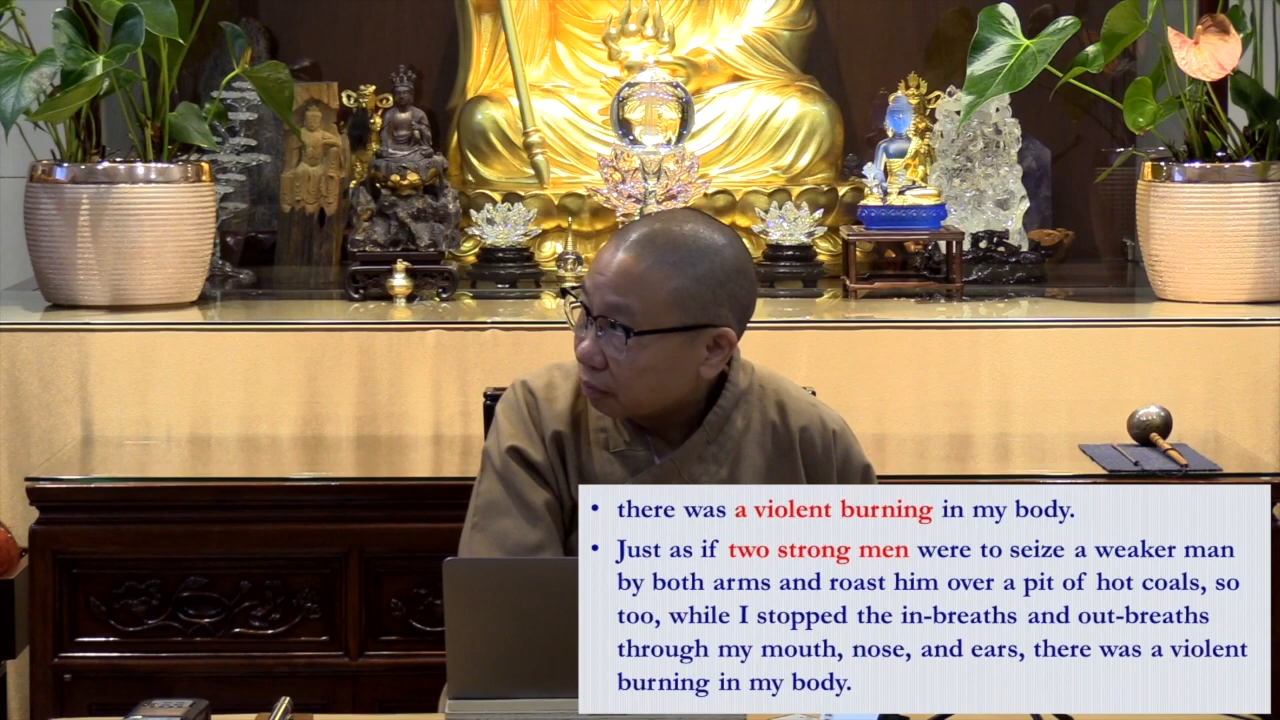 • there was a violent burning in my body.
• Just as if two strong men were to seize a weaker man
by both arms and roast him over a pit of hot coals, so
too, while I stopped the in-breaths and out-breaths
through my mouth, nose, and ears, there was a violent
burning in my body.